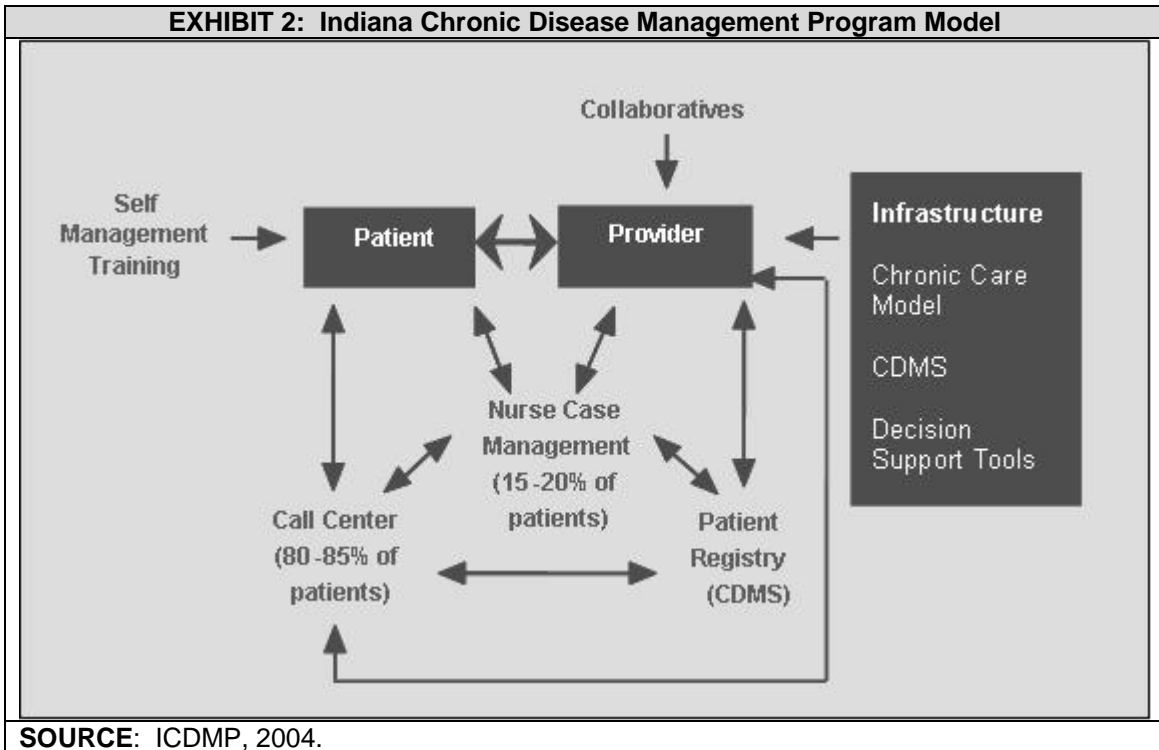 EXHIBIT 2: Indiana Chronic Disease Management Program Model
Collaboratives
Self
Management
Training
Patient
Provider
Infrastructure
Chronic Care
Model
CDMS
Decision
Support Tools
Nurse Case
Management
(15-20% of
patients)
Call Center
(80-85% of
patients)
Patient
Registry
(CDMS)
SOURCE: ICDMP, 2004.